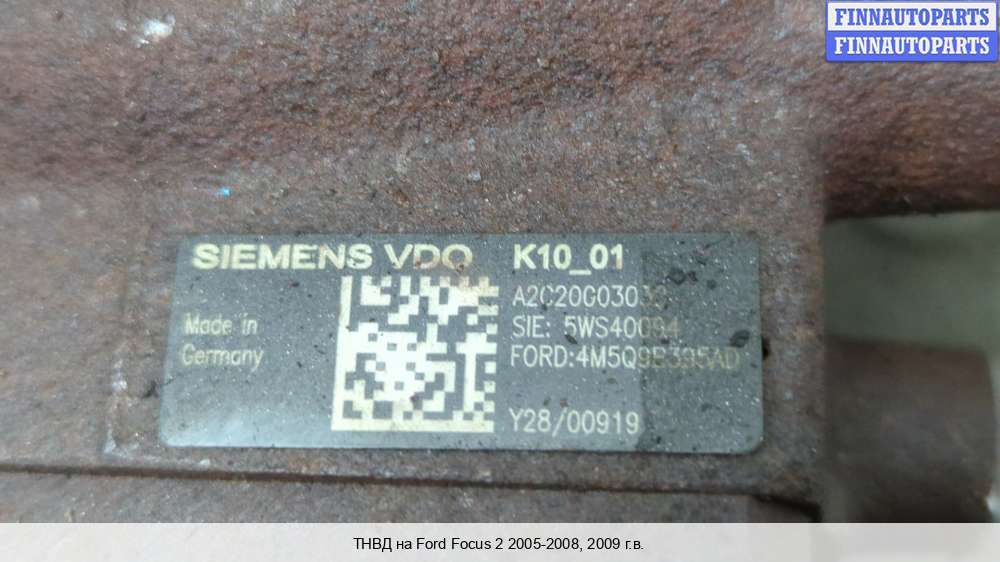 FINNAUTOPARTS
FINNAUTOPARTS
SIEMENS VDO K10_01
Made in
Germany
SIE: 5WS40094
FORD:4M5Q9B395AD
Y28/00919
ТНВД на Ford Focus 2 2005-2008, 2009 г.в.